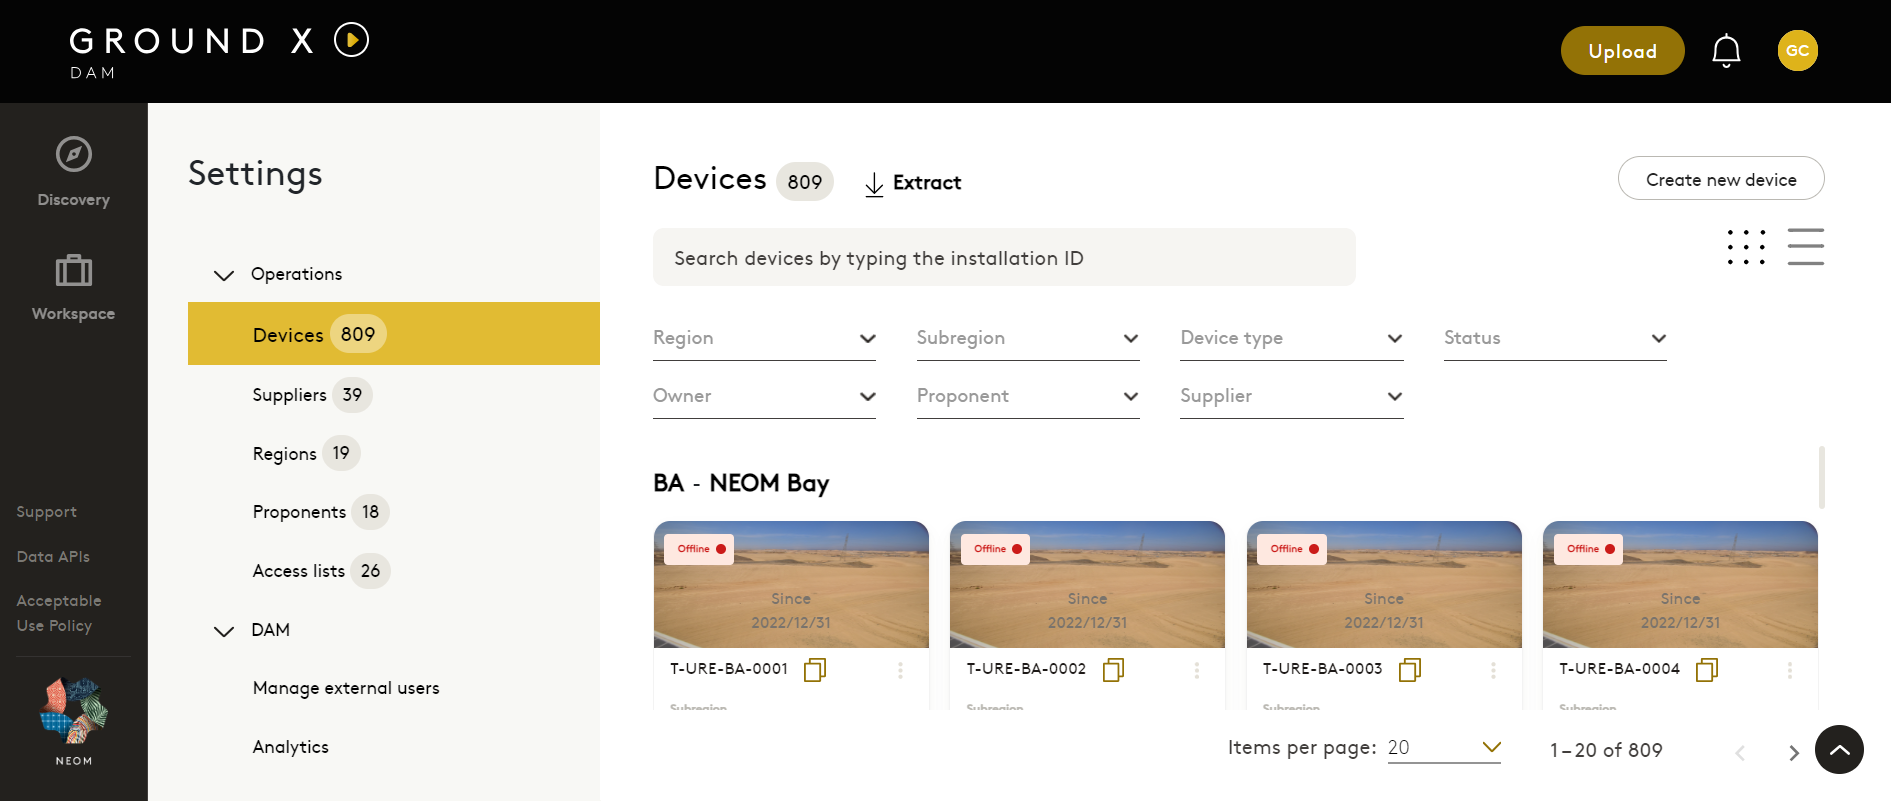 GROUND X
DAM
Upload
GC
Discovery
Workspace
Support
Data APIs
Acceptable
Use Policy
NEOM
Settings
Operations
Devices 809
Suppliers 39
Regions 19
Proponents 18
Access lists 26
DAM
Manage external users
Analytics
Devices 809 Extract
Create new device
Search devices by typing the installation ID
Region Subregion Device type Status
Owner Proponent Supplier
BA - NEOM Bay
Offline Offline Offline Offline
Since Since Since Since
2022/12/31 2022/12/31 2022/12/31 2022/12/31
T-URE-BA-0001 T-URE-BA-0002 T-URE-BA-0003 T-URE-BA-0004
Subregion Subregion Subregion Subregion
Items per page: 20 1 – 20 of 809